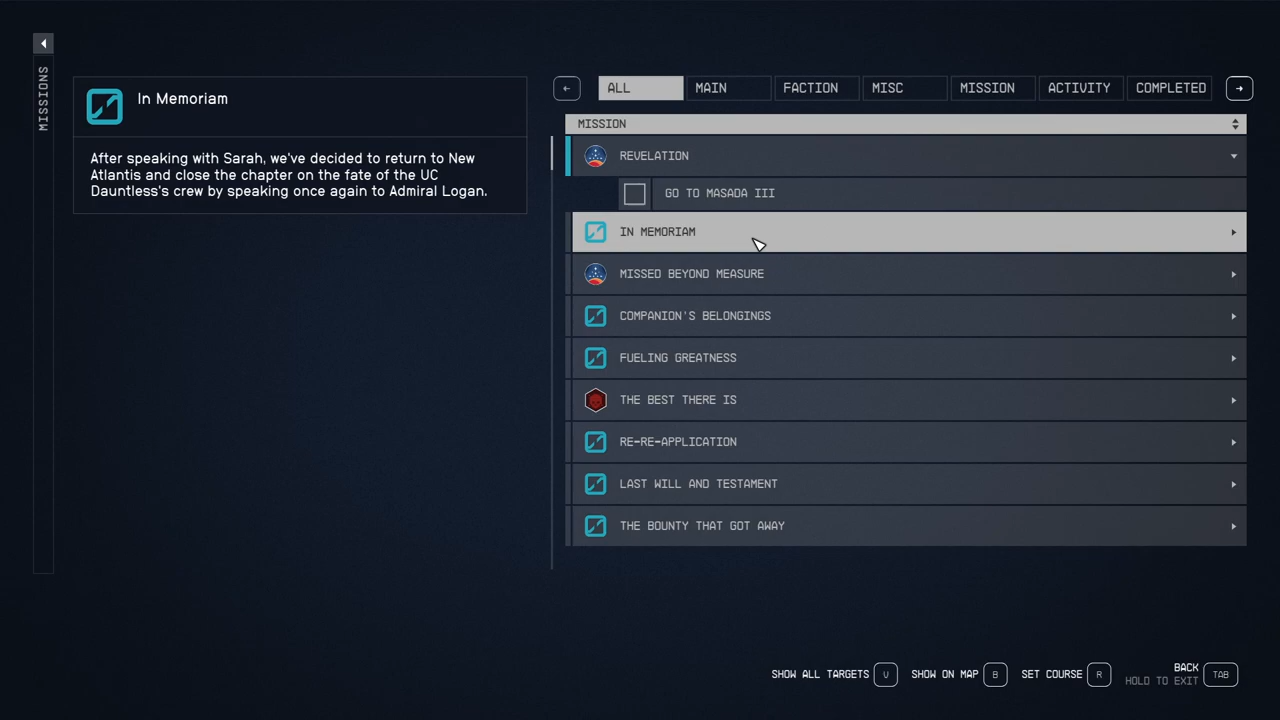 MISSIONS
In Memoriam
After speaking with Sarah, we've decided to return to New
Atlantis and close the chapter on the fate of the UC
Dauntless's crew by speaking once again to Admiral Logan.
ALL MAIN FACTION MISC MISSION ACTIVITY COMPLETED
MISSION
REVELATION
GO TO MASADA III
IN MEMORIAM
MISSED BEYOND MEASURE
COMPANION'S BELONGINGS
FUELING GREATNESS
THE BEST THERE IS
RE-RE-APPLICATION
LAST WILL AND TESTAMENT
THE BOUNTY THAT GOT AWAY
SHOW ALL TARGETS V SHOW ON MAP B SET COURSE R BACK TAB
HOLD TO EXIT